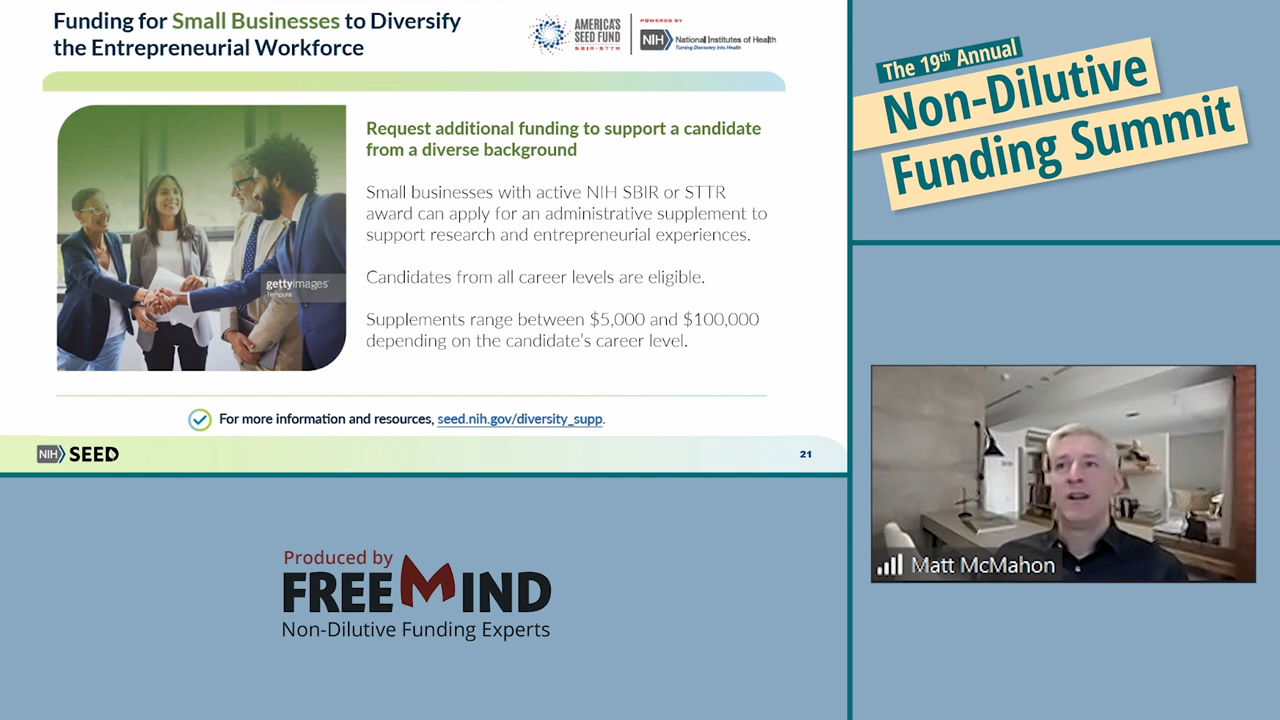 Funding for Small Businesses to Diversify
the Entrepreneurial Workforce
AMERICA'S
SEED FUND
SBIR·STTR
POWERED BY
NIH
National Institutes of Health
Turning Discovery Into Health
gettyimages
Tempura
Request additional funding to support a candidate
from a diverse background
Small businesses with active NIH SBIR or STTR
award can apply for an administrative supplement to
support research and entrepreneurial experiences.
Candidates from all career levels are eligible.
Supplements range between $5,000 and $100,000
depending on the candidate's career level.
For more information and resources, seed.nih.gov/diversity_supp.
NIH SEED
21
The 19th Annual
Non-Dilutive
Funding Summit
Matt McMahon
Produced by
FREEMIND
Non-Dilutive Funding Experts